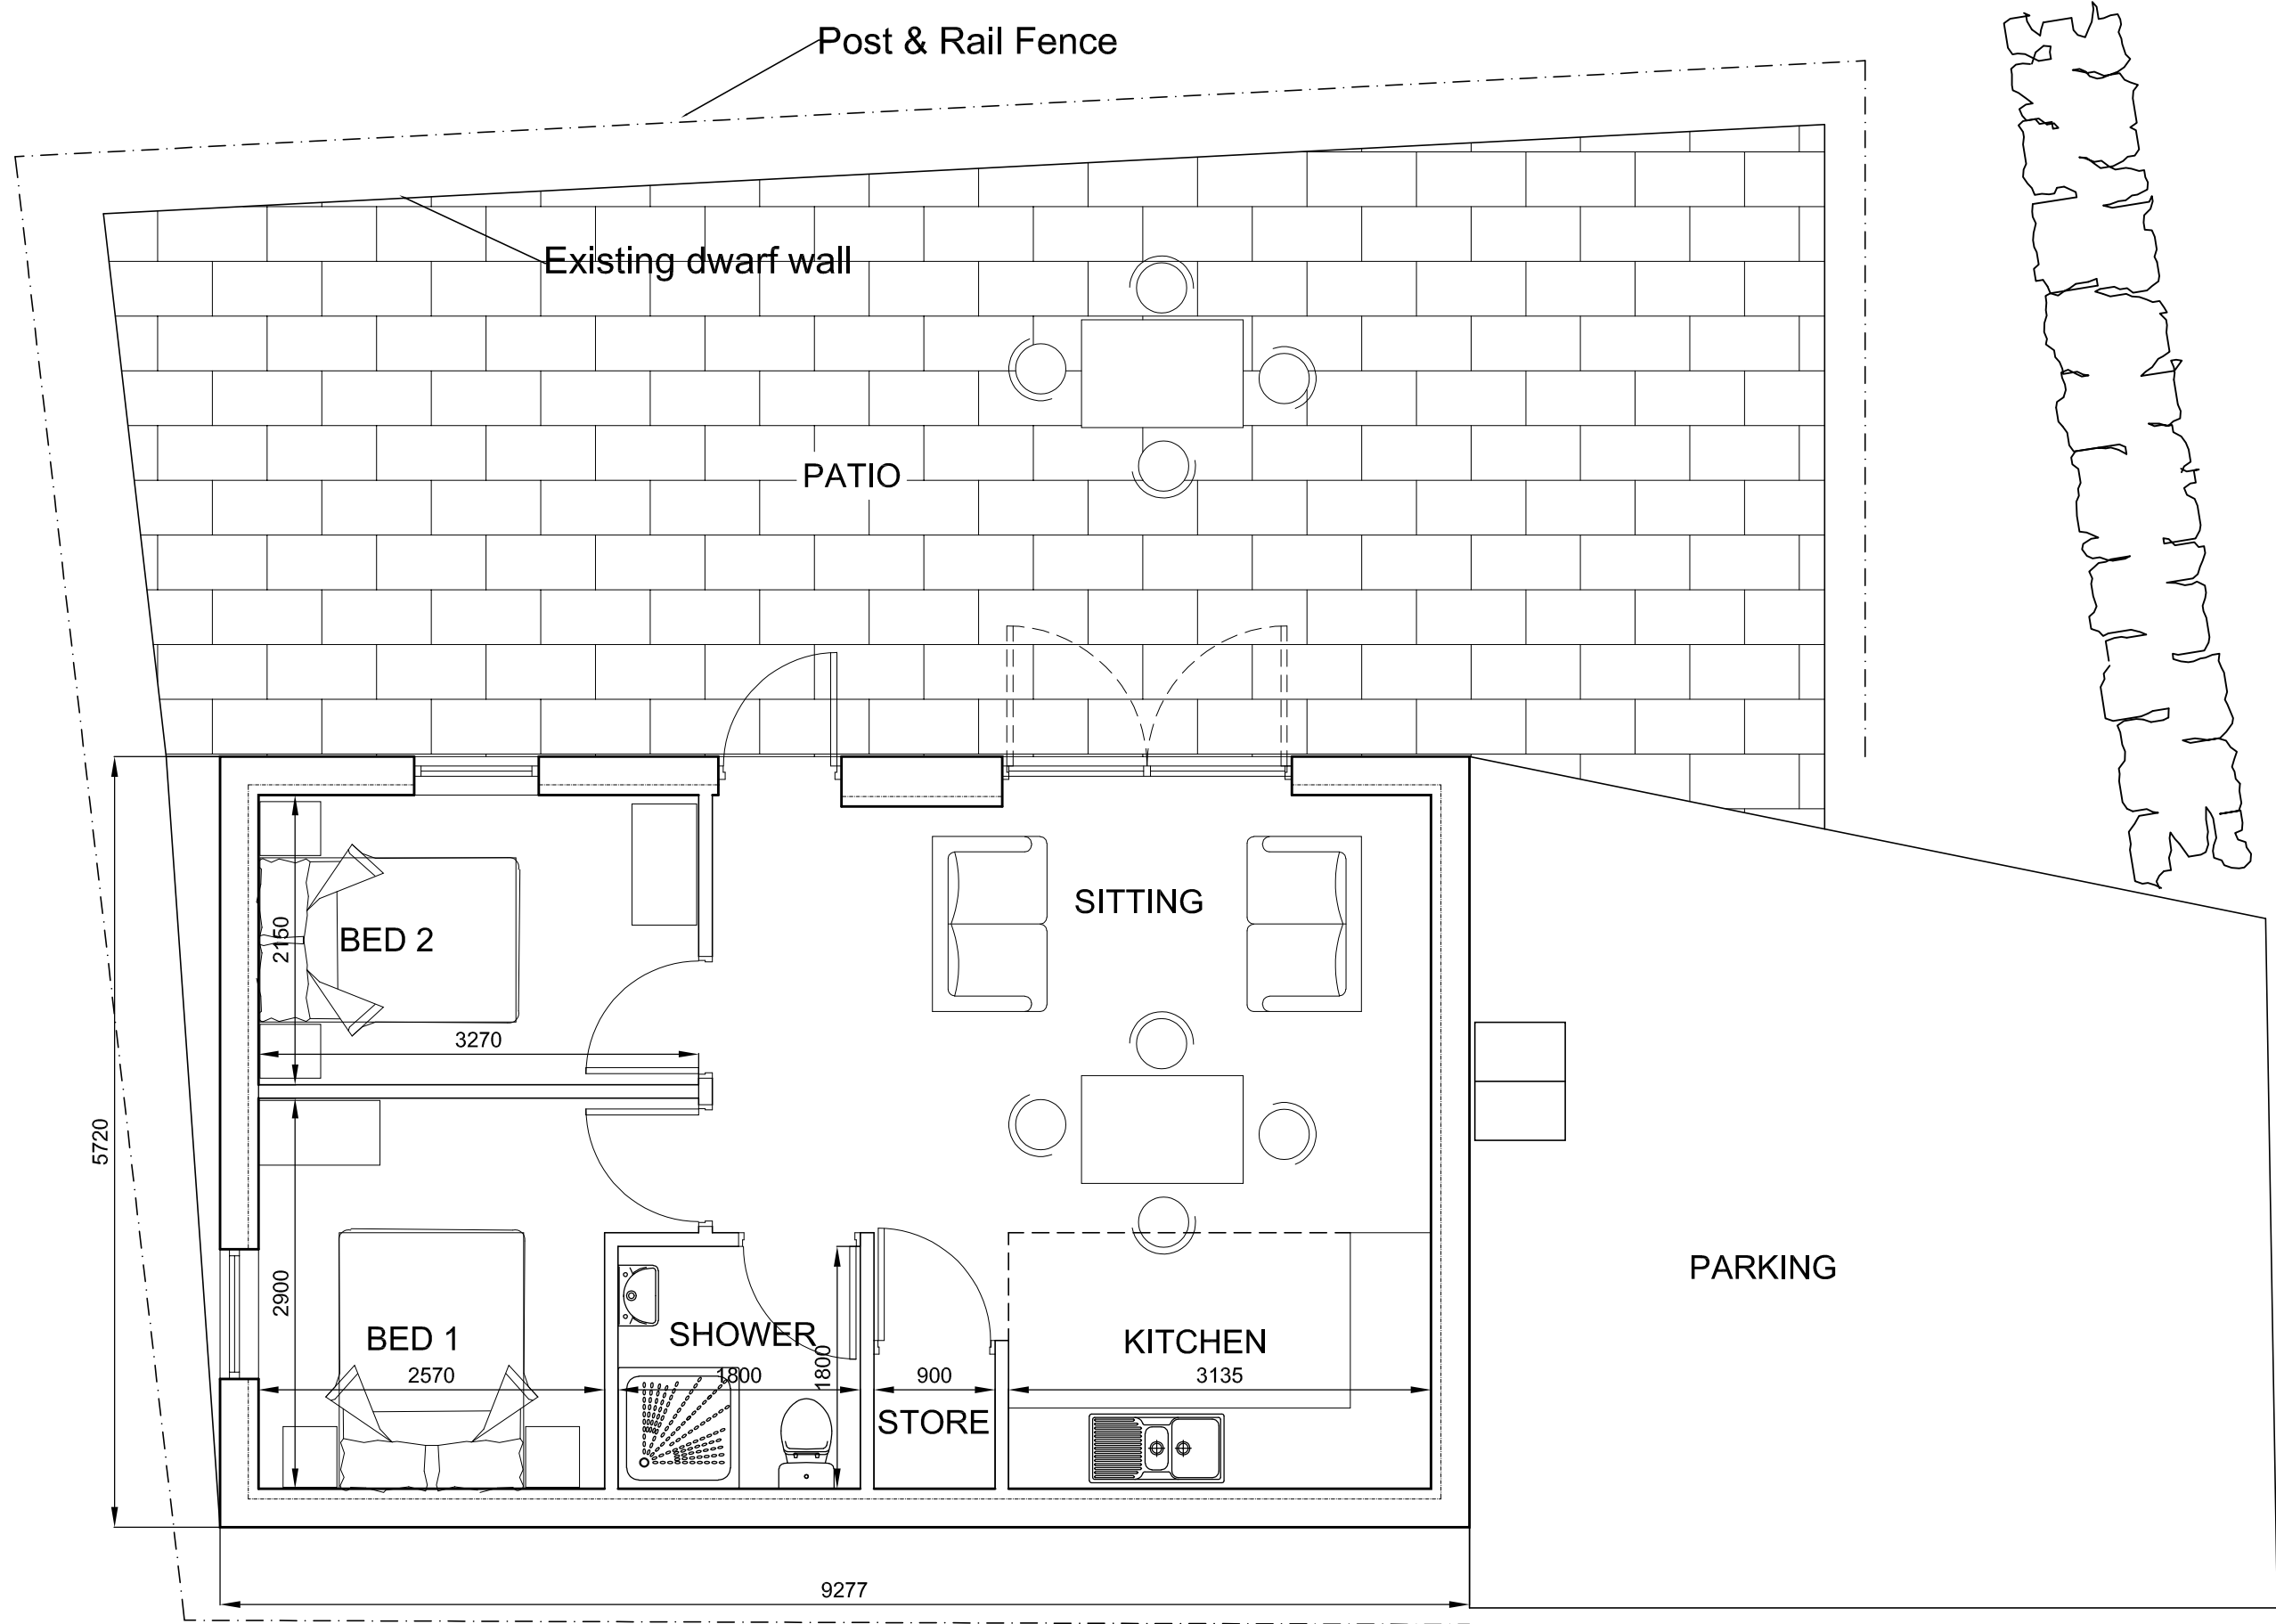 Post & Rail Fence
Existing dwarf wall
PATIO
SITTING
BED 2
2150
3270
5720
2900
BED 1
2570
SHOWER
1800
1800
900
STORE
KITCHEN
3135
PARKING
9277